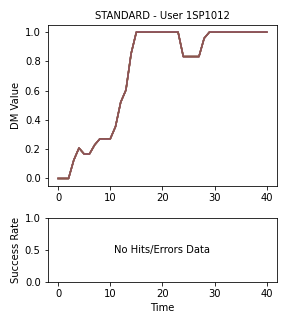 STANDARD - User 1SP1012
1.0
0.8
0.6
0.4
0.2
0.0
DM Value
0 10 20 30 40
1.0
0.5
0.0
Success Rate
No Hits/Errors Data
0 10 20 30 40
Time